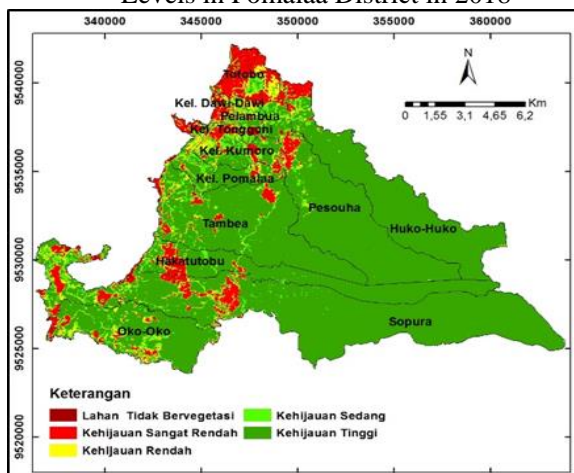 Levels in Pomalaa District in 2018
340000 345000 350000 355000 360000
9540000
9535000
9530000
9525000
9520000
N
Km
0 1,55 3,1 4,65 6,2
Totobo
Kel. Dawi-Dawi
Pelambua
Kel. Tonggoni
Kel. Kumoro
Kel. Pomalaa
Pesouha
Tambea
Huko-Huko
Hakatutobu
Oko-Oko
Sopura
Keterangan
Lahan Tidak Bervegetasi
Kehijauan Sangat Rendah
Kehijauan Rendah
Kehijauan Sedang
Kehijauan Tinggi